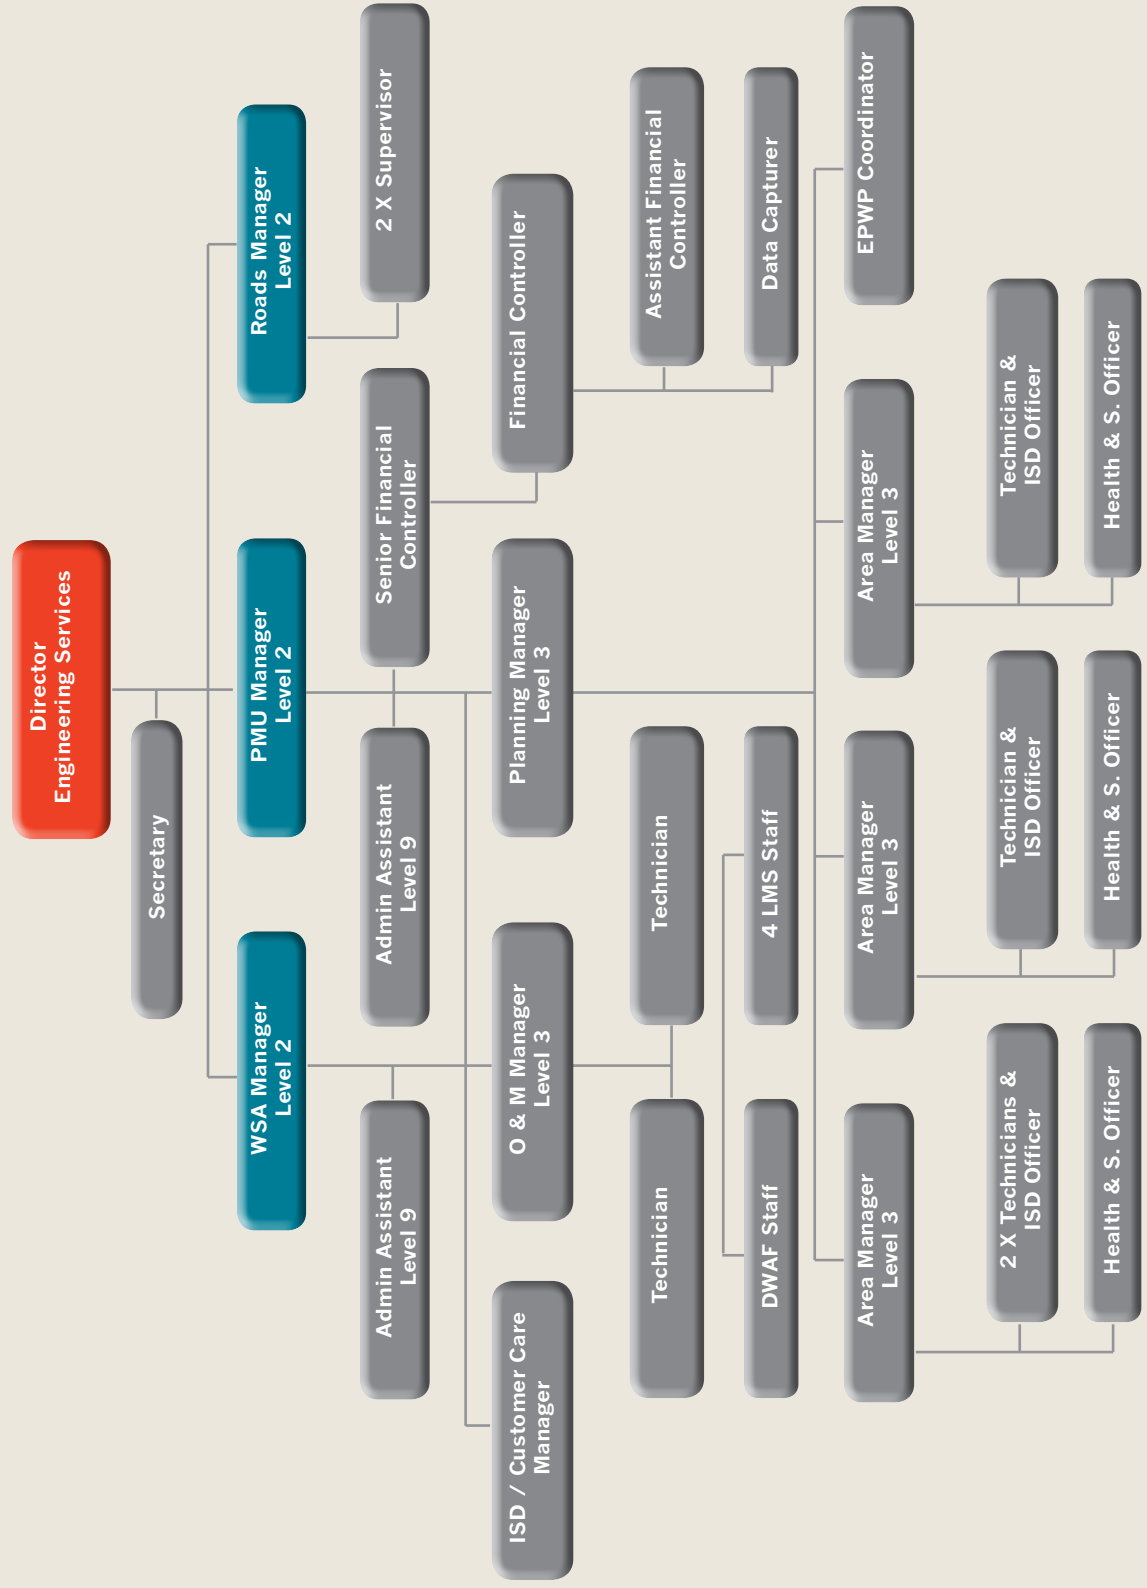 Director
Engineering Services
Secretary
WSA Manager
Level 2
PMU Manager
Level 2
Roads Manager
Level 2
Admin Assistant
Level 9
Admin Assistant
Level 9
Senior Financial
Controller
2 X Supervisor
ISD / Customer Care
Manager
O & M Manager
Level 3
Planning Manager
Level 3
Financial Controller
Technician
Technician
Assistant Financial
Controller
DWAF Staff
4 LMS Staff
Data Capturer
Area Manager
Level 3
Area Manager
Level 3
Area Manager
Level 3
EPWP Coordinator
2 X Technicians &
ISD Officer
Technician &
ISD Officer
Technician &
ISD Officer
Health & S. Officer
Health & S. Officer
Health & S. Officer